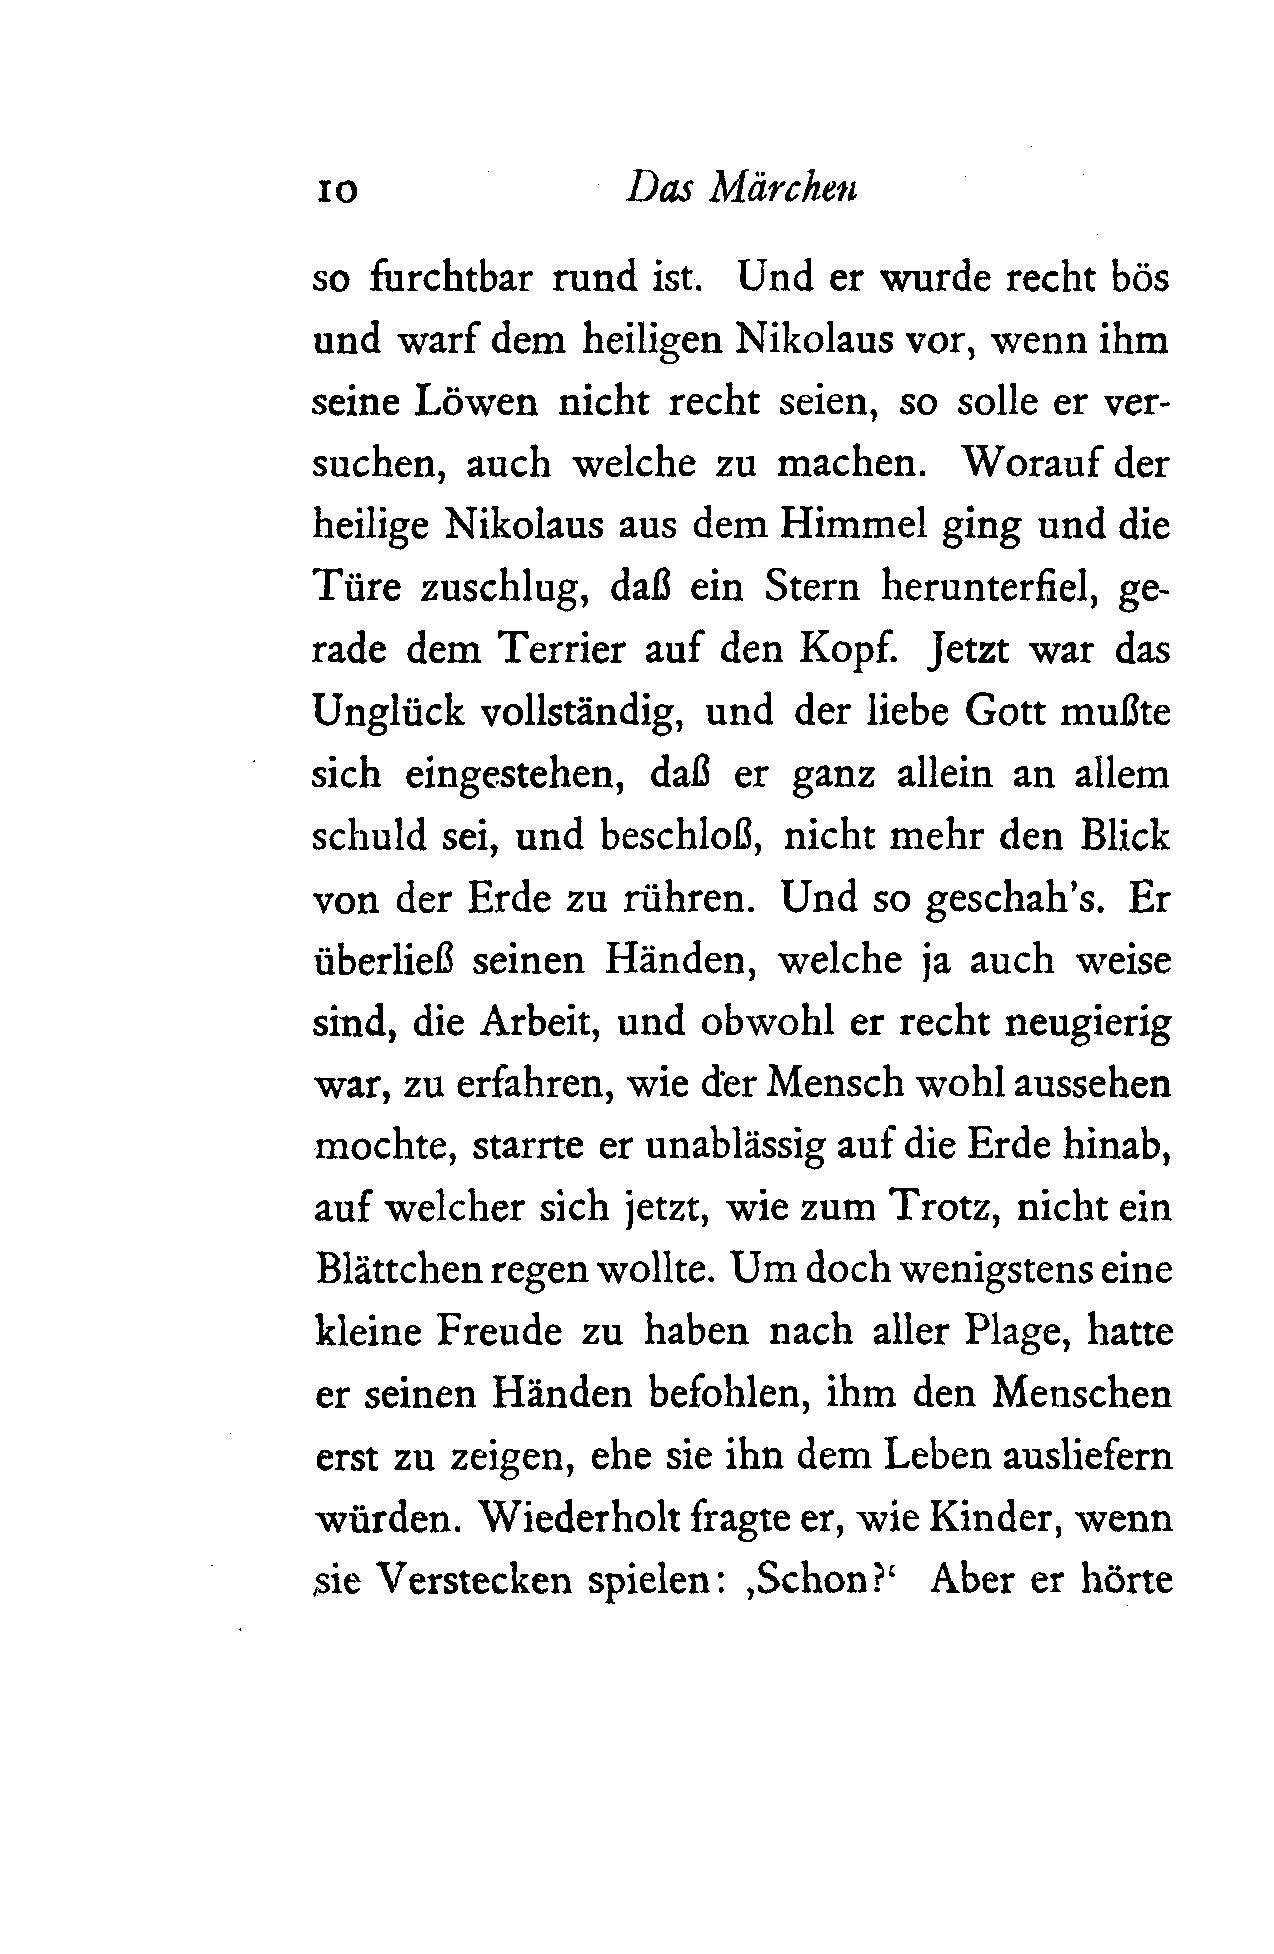 10 Das Märchen
so furchtbar rund ist. Und er wurde recht bös
und warf dem heiligen Nikolaus vor, wenn ihm
seine Löwen nicht recht seien, so solle er ver-
suchen, auch welche zu machen. Worauf der
heilige Nikolaus aus dem Himmel ging und die
Türe zuschlug, daß ein Stern herunterfiel, ge-
rade dem Terrier auf den Kopf. Jetzt war das
Unglück vollständig, und der liebe Gott mußte
sich eingestehen, daß er ganz allein an allem
schuld sei, und beschloß, nicht mehr den Blick
von der Erde zu rühren. Und so geschah's. Er
überließ seinen Händen, welche ja auch weise
sind, die Arbeit, und obwohl er recht neugierig
war, zu erfahren, wie der Mensch wohl aussehen
mochte, starrte er unablässig auf die Erde hinab,
auf welcher sich jetzt, wie zum Trotz, nicht ein
Blättchen regen wollte. Um doch wenigstens eine
kleine Freude zu haben nach aller Plage, hatte
er seinen Händen befohlen, ihm den Menschen
erst zu zeigen, ehe sie ihn dem Leben ausliefern
würden. Wiederholt fragte er, wie Kinder, wenn
sie Verstecken spielen: ‚Schon?‘ Aber er hörte